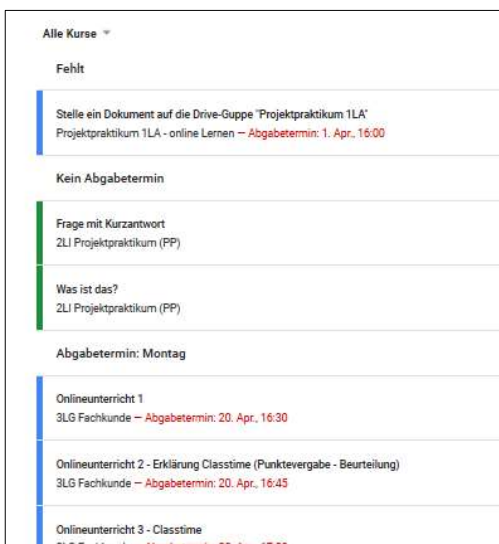 Alle Kurse
Fehlt
Stelle ein Dokument auf die Drive-Guppe "Projektpraktikum 1LA"
Projektpraktikum 1LA - online Lernen — Abgabetermin: 1. Apr., 16:00
Kein Abgabetermin
Frage mit Kurzantwort
2LI Projektpraktikum (PP)
Was ist das?
2LI Projektpraktikum (PP)
Abgabetermin: Montag
Onlineunterricht 1
3LG Fachkunde — Abgabetermin: 20. Apr., 16:30
Onlineunterricht 2 - Erklärung Classtime (Punktevergabe - Beurteilung)
3LG Fachkunde — Abgabetermin: 20. Apr., 16:45
Onlineunterricht 3 - Classtime